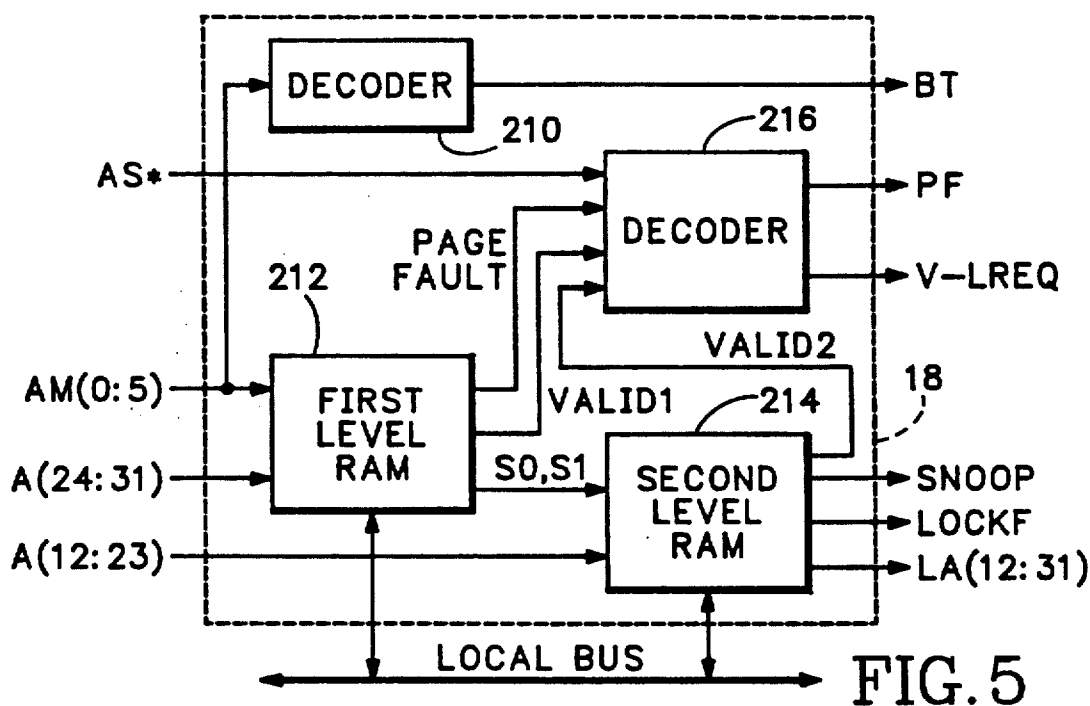 DECODER
BT
210
216
AS*
PF
DECODER
PAGE
FAULT
212
V-LREQ
VALID2
AM(0:5)
FIRST
LEVEL
RAM
VALID1
214
18
A(24:31)
S0,S1
SECOND
LEVEL
RAM
SNOOP
LOCKF
A(12:23)
LA(12:31)
LOCAL BUS
FIG.5